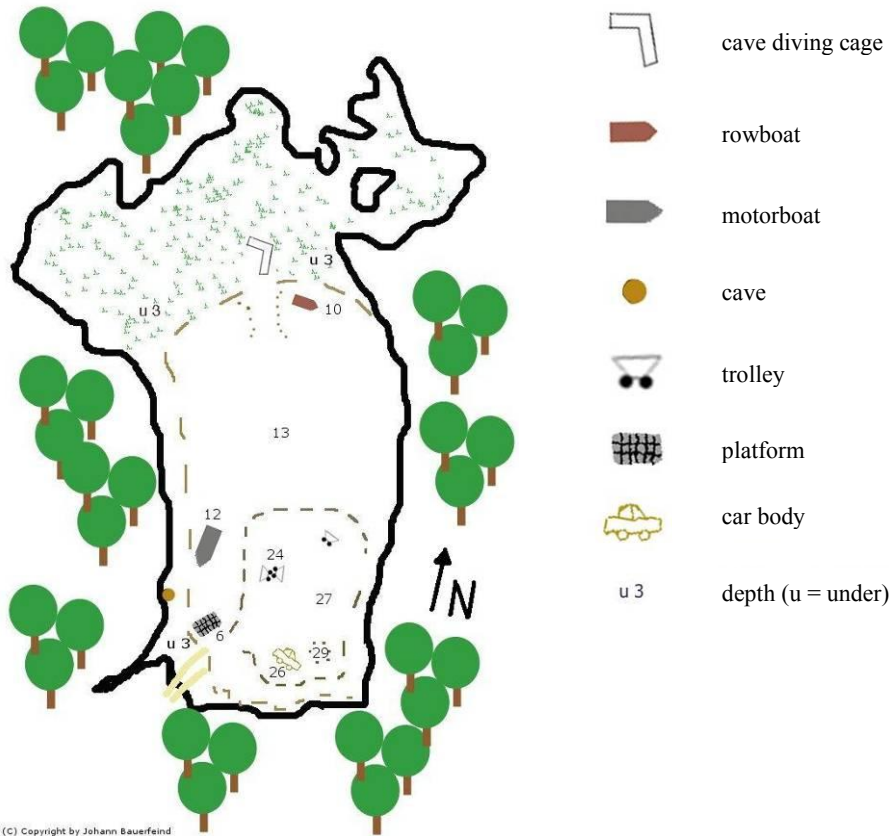 cave diving cage
rowboat
motorboat
cave
trolley
platform
car body
u 3 depth (u = under)
u 3
u 3
10
13
12
24
27
N
6
u 3
29
26
(C) Copyright by Johann Bauerfeind